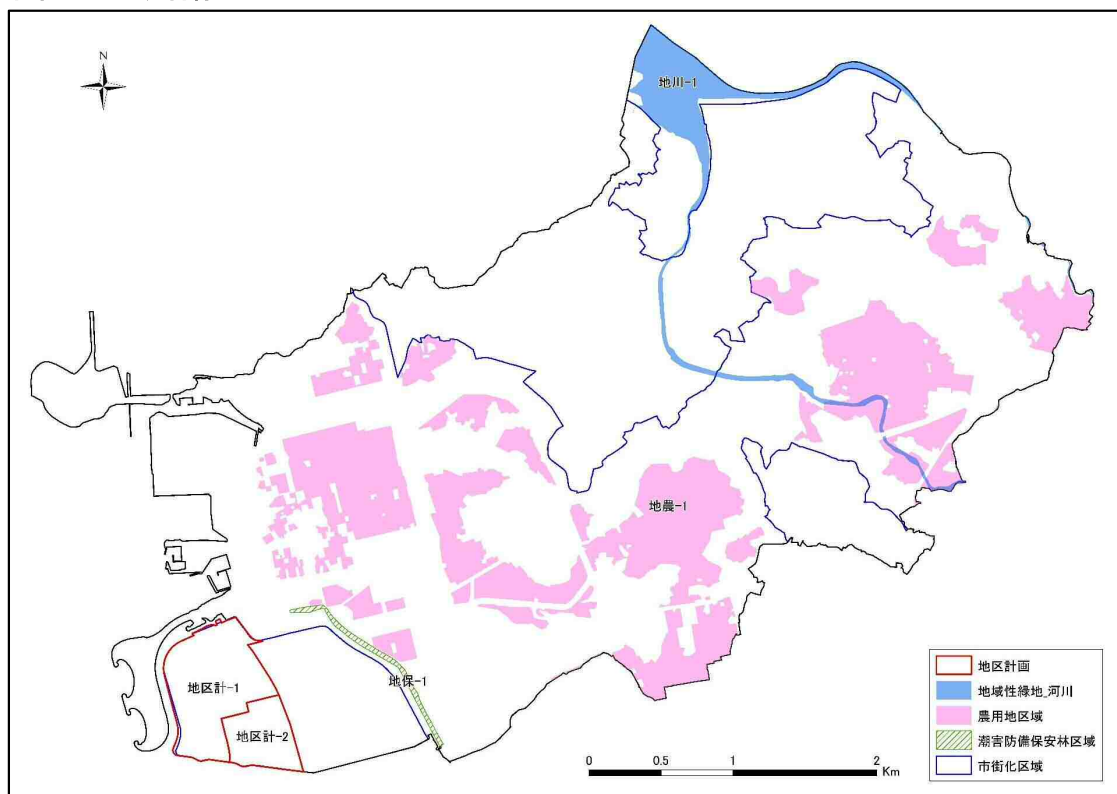 N
地川-1
地農-1
地保-1
地区計-1
地区計-2
地区計画
地域性緑地_河川
農用地区域
潮害防備保安林区域
市街化区域
0 0.5 1 2
Km